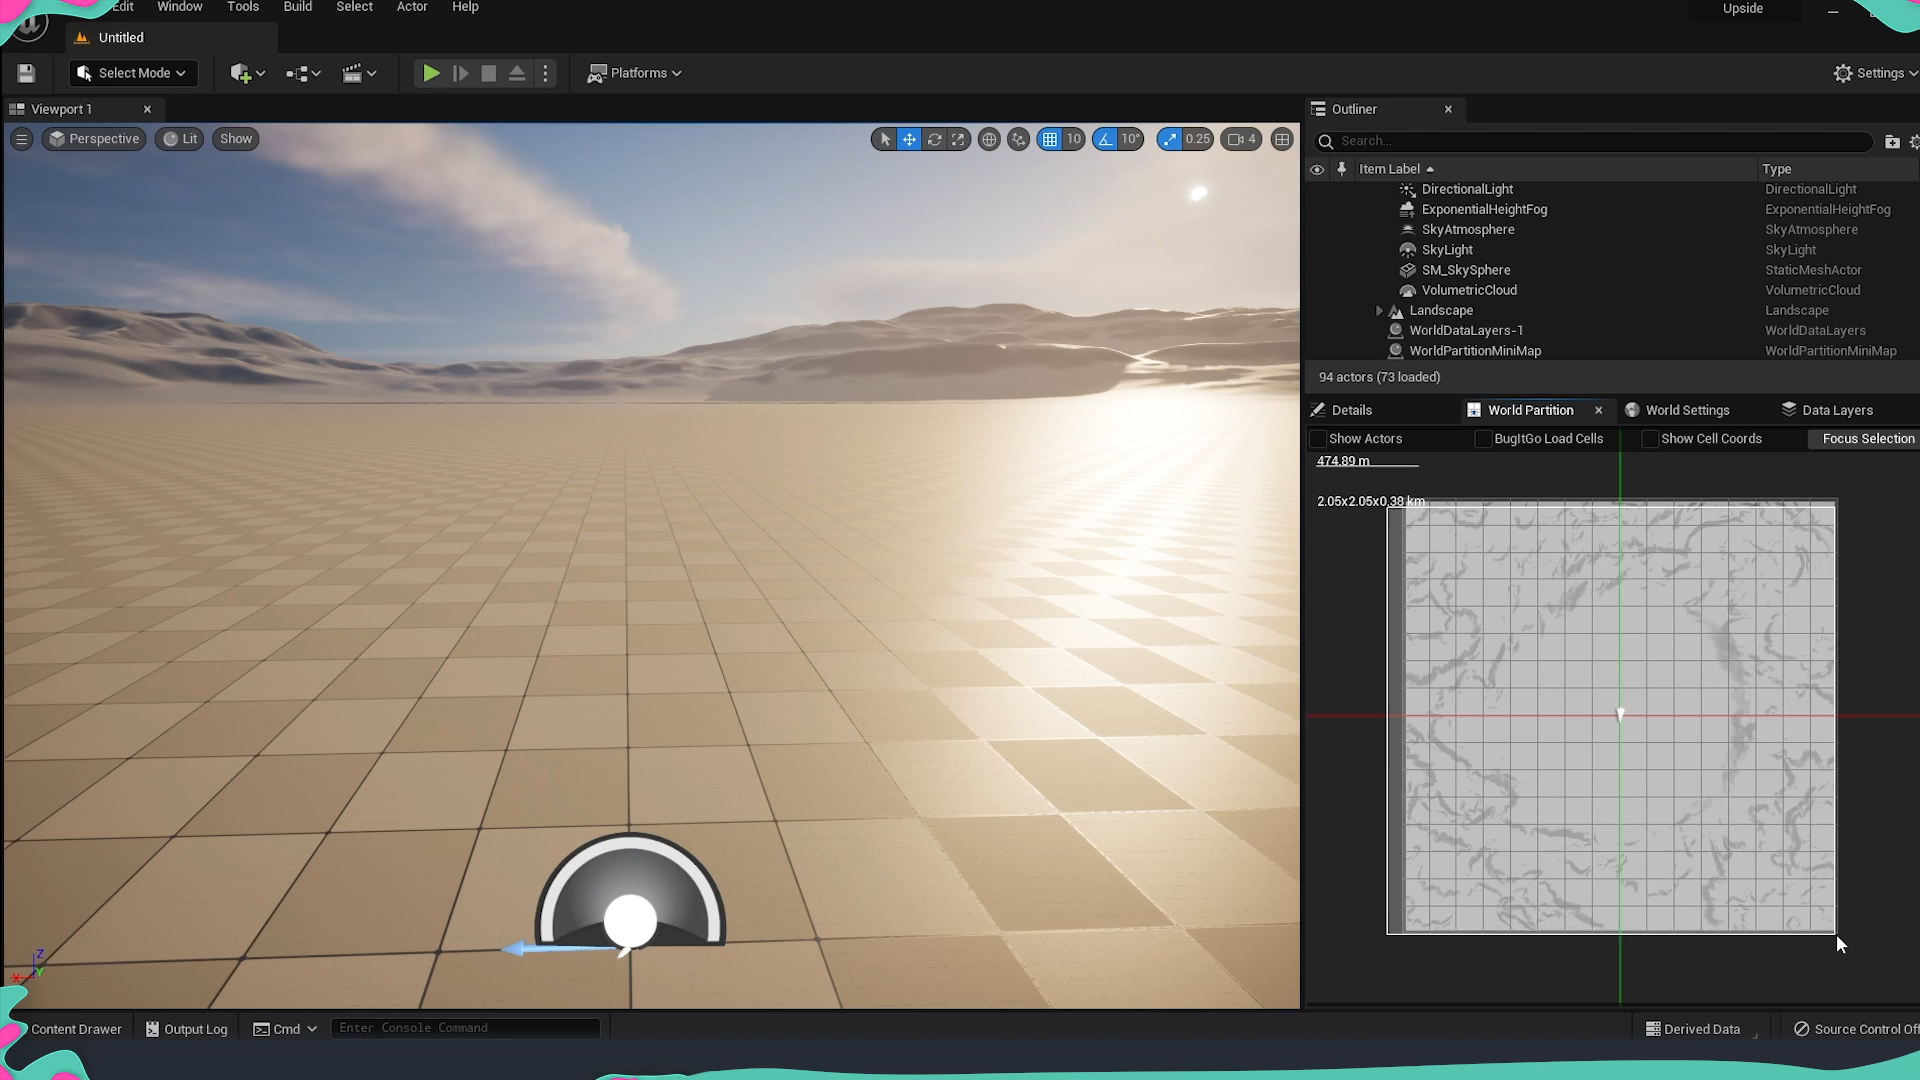 Edit Window Tools Build Select Actor Help Upside
Untitled
Select Mode Platforms Settings
Viewport 1
Perspective Lit Show 10 10° 0.25 4
Outliner
Search...
Item Label Type
DirectionalLight DirectionalLight
ExponentialHeightFog ExponentialHeightFog
SkyAtmosphere SkyAtmosphere
SkyLight SkyLight
SM_SkySphere StaticMeshActor
VolumetricCloud VolumetricCloud
Landscape Landscape
WorldDataLayers-1 WorldDataLayers
WorldPartitionMiniMap WorldPartitionMiniMap
94 actors (73 loaded)
Details World Partition World Settings Data Layers
Show Actors BugItGo Load Cells Show Cell Coords Focus Selection
474.89 m
2.05x2.05x0.38 km
Z
X Y
Content Drawer Output Log Cmd Enter Console Command Derived Data Source Control Off